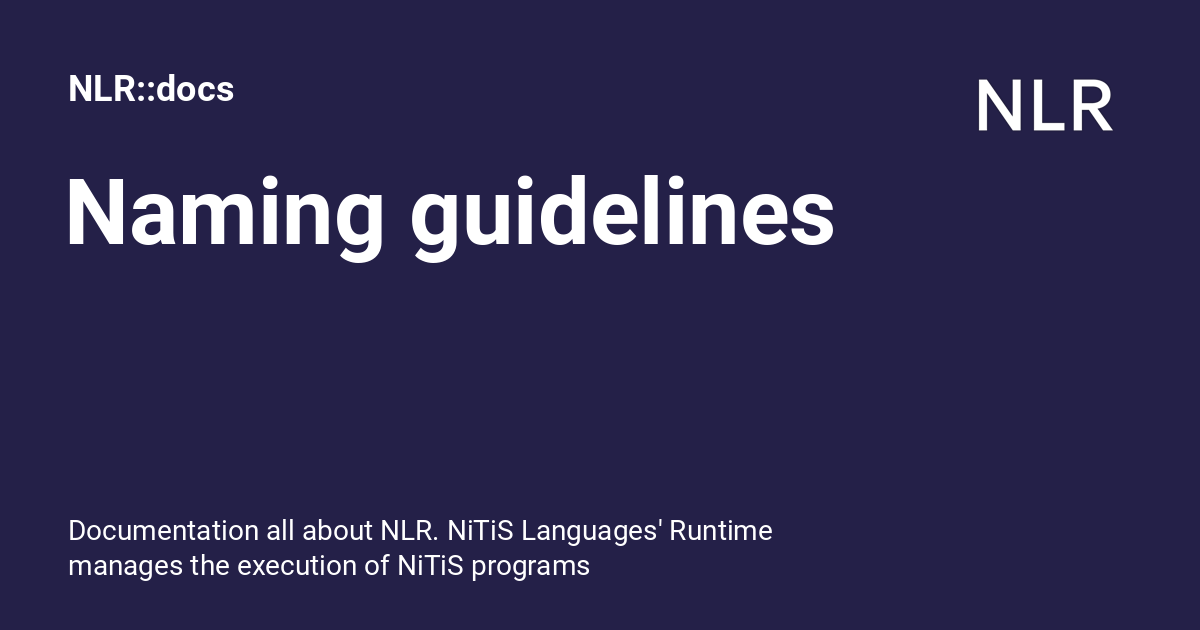 NLR::docs
NLR
Naming guidelines
Documentation all about NLR. NiTiS Languages' Runtime
manages the execution of NiTiS programs